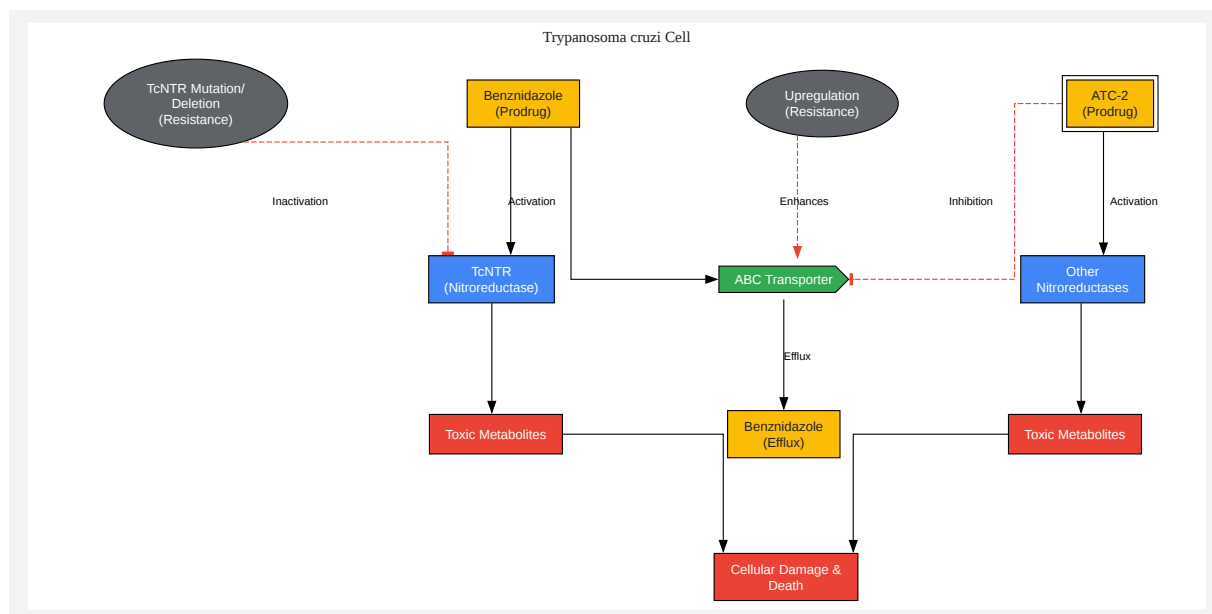 Trypanosoma cruzi Cell
TcNTR Mutation/
Deletion
(Resistance)
Benznidazole
(Prodrug)
Upregulation
(Resistance)
ATC-2
(Prodrug)
Inactivation
Activation
Enhances
Inhibition
Activation
TcNTR
(Nitroreductase)
ABC Transporter
Other
Nitroreductases
Efflux
Toxic Metabolites
Benznidazole
(Efflux)
Toxic Metabolites
Cellular Damage &
Death